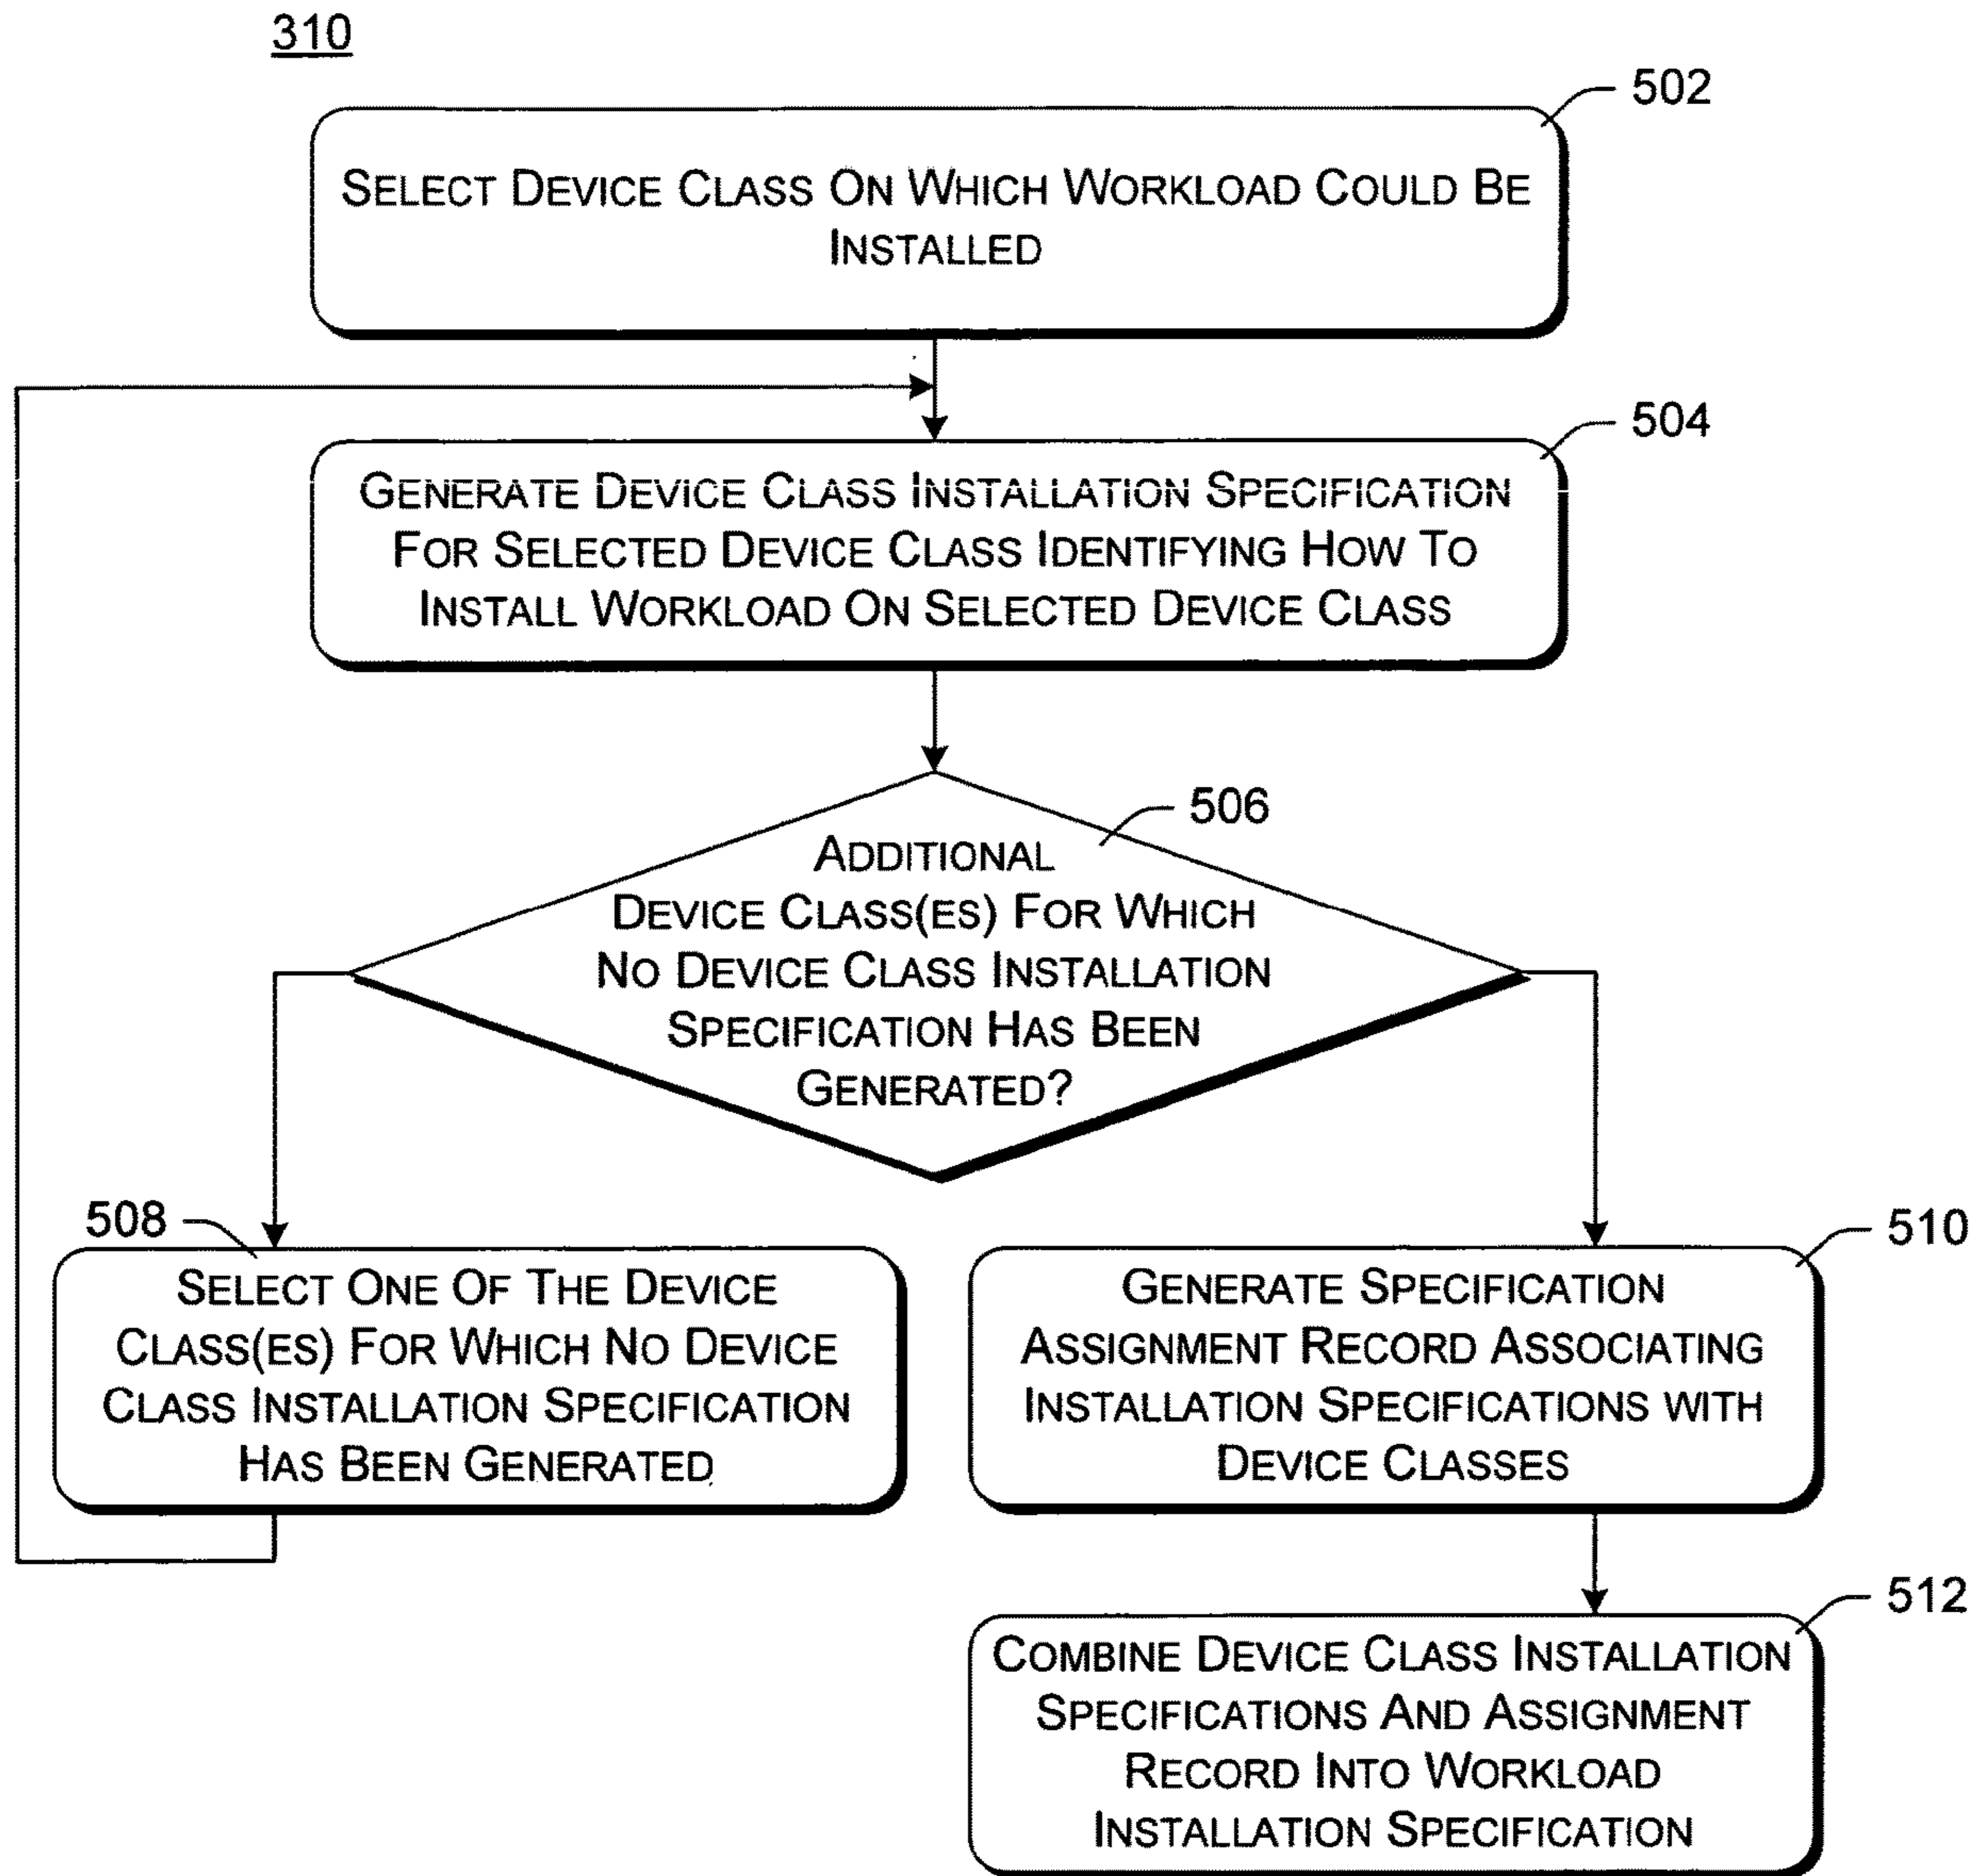 310
502
SELECT DEVICE CLASS ON WHICH WORKLOAD COULD BE
INSTALLED
504
GENERATE DEVICE CLASS INSTALLATION SPECIFICATION
FOR SELECTED DEVICE CLASS IDENTIFYING HOW TO
INSTALL WORKLOAD ON SELECTED DEVICE CLASS
506
ADDITIONAL
DEVICE CLASS(ES) FOR WHICH
NO DEVICE CLASS INSTALLATION
SPECIFICATION HAS BEEN
GENERATED?
508
SELECT ONE OF THE DEVICE
CLASS(ES) FOR WHICH NO DEVICE
CLASS INSTALLATION SPECIFICATION
HAS BEEN GENERATED
510
GENERATE SPECIFICATION
ASSIGNMENT RECORD ASSOCIATING
INSTALLATION SPECIFICATIONS WITH
DEVICE CLASSES
512
COMBINE DEVICE CLASS INSTALLATION
SPECIFICATIONS AND ASSIGNMENT
RECORD INTO WORKLOAD
INSTALLATION SPECIFICATION